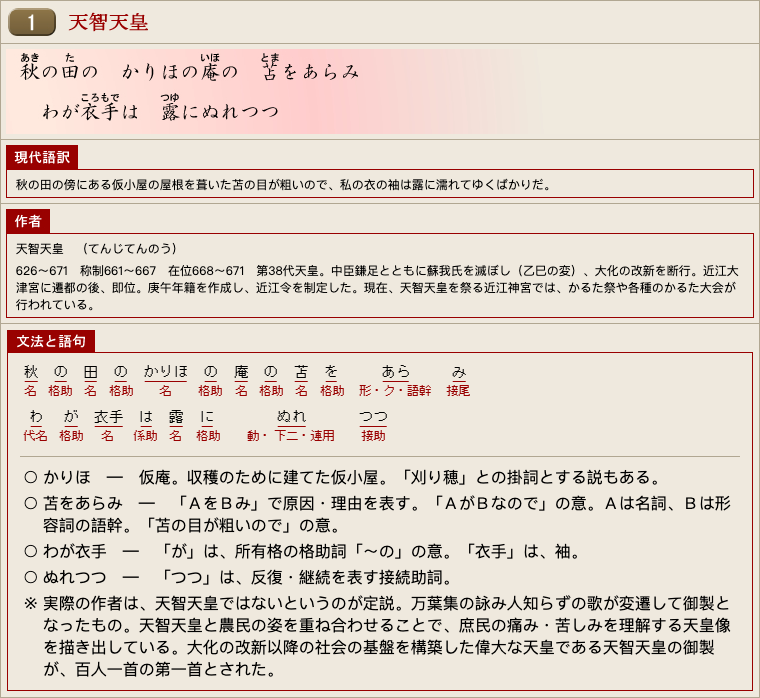 1 天智天皇
あき た いほ とま
秋の田の　かりほの庵の　苫をあらみ
ころもで つゆ
わが衣手は　露にぬれつつ
現代語訳
秋の田の傍にある仮小屋の屋根を葺いた苫の目が粗いので、私の衣の袖は露に濡れてゆくばかりだ。
作者
天智天皇　（てんじてんのう）
626～671　称制661～667　在位668～671　第38代天皇。中臣鎌足とともに蘇我氏を滅ぼし（乙巳の変）、大化の改新を断行。近江大
津宮に遷都の後、即位。庚午年籍を作成し、近江令を制定した。現在、天智天皇を祭る近江神宮では、かるた祭や各種のかるた大会が
行われている。
文法と語句
秋 の 田 の かりほ の 庵 の 苫 を あら み
名 格助 名 格助 名 格助 名 格助 名 格助 形・ク・語幹 接尾
わ が 衣手 は 露 に ぬれ つつ
代名 格助 名 係助 名 格助 動・下二・連用 接助
○ かりほ　―　仮庵。収穫のために建てた仮小屋。「刈り穂」との掛詞とする説もある。
○ 苫をあらみ　―　「ＡをＢみ」で原因・理由を表す。「ＡがＢなので」の意。Ａは名詞、Ｂは形
容詞の語幹。「苫の目が粗いので」の意。
○ わが衣手　―　「が」は、所有格の格助詞「～の」の意。「衣手」は、袖。
○ ぬれつつ　―　「つつ」は、反復・継続を表す接続助詞。
※ 実際の作者は、天智天皇ではないというのが定説。万葉集の詠み人知らずの歌が変遷して御製と
なったもの。天智天皇と農民の姿を重ね合わせることで、庶民の痛み・苦しみを理解する天皇像
を描き出している。大化の改新以降の社会の基盤を構築した偉大な天皇である天智天皇の御製
が、百人一首の第一首とされた。